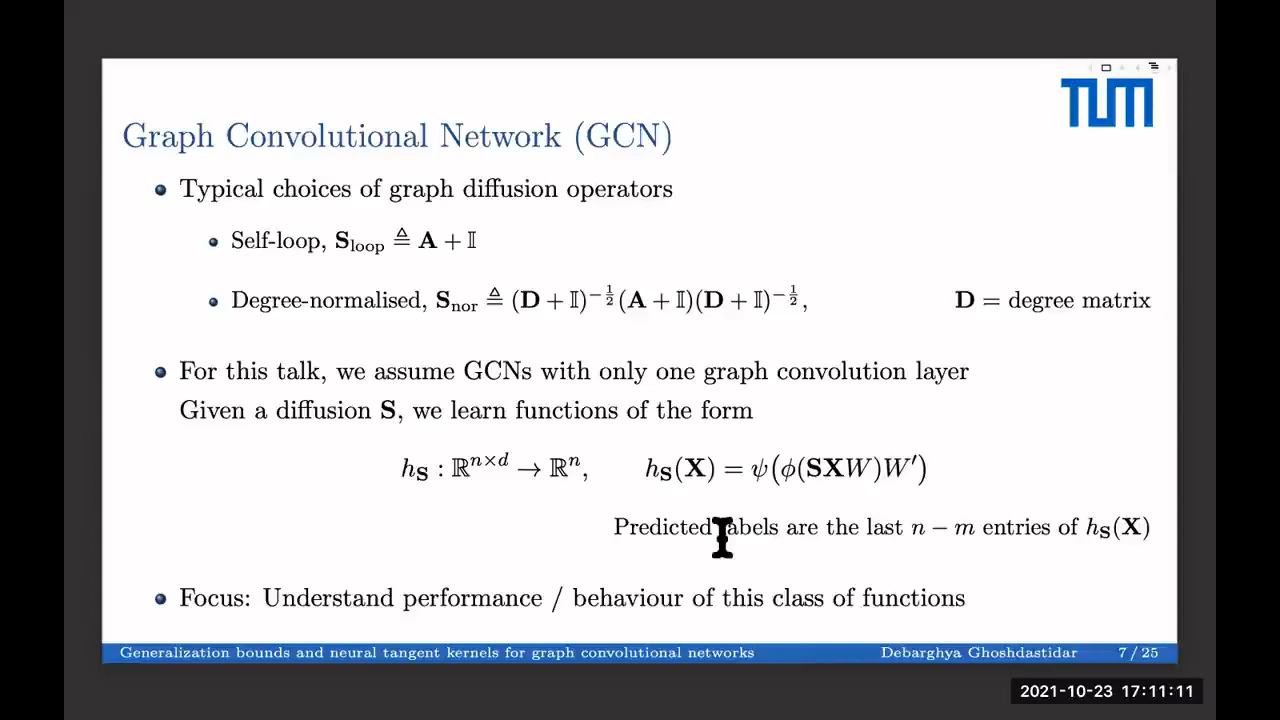 TUM
Graph Convolutional Network (GCN)
Typical choices of graph diffusion operators
Self-loop, S_loop ≜ A + 𝕀
Degree-normalised, S_nor ≜ (D + 𝕀)^{-1/2}(A + 𝕀)(D + 𝕀)^{-1/2}, D = degree matrix
For this talk, we assume GCNs with only one graph convolution layer
Given a diffusion S, we learn functions of the form
h_S : ℝ^{n×d} → ℝ^n, h_S(X) = ψ(ϕ(SXW)W′)
Predicted labels are the last n − m entries of h_S(X)
Focus: Understand performance / behaviour of this class of functions
Generalization bounds and neural tangent kernels for graph convolutional networks Debarghya Ghoshdastidar 7 / 25
2021-10-23 17:11:11